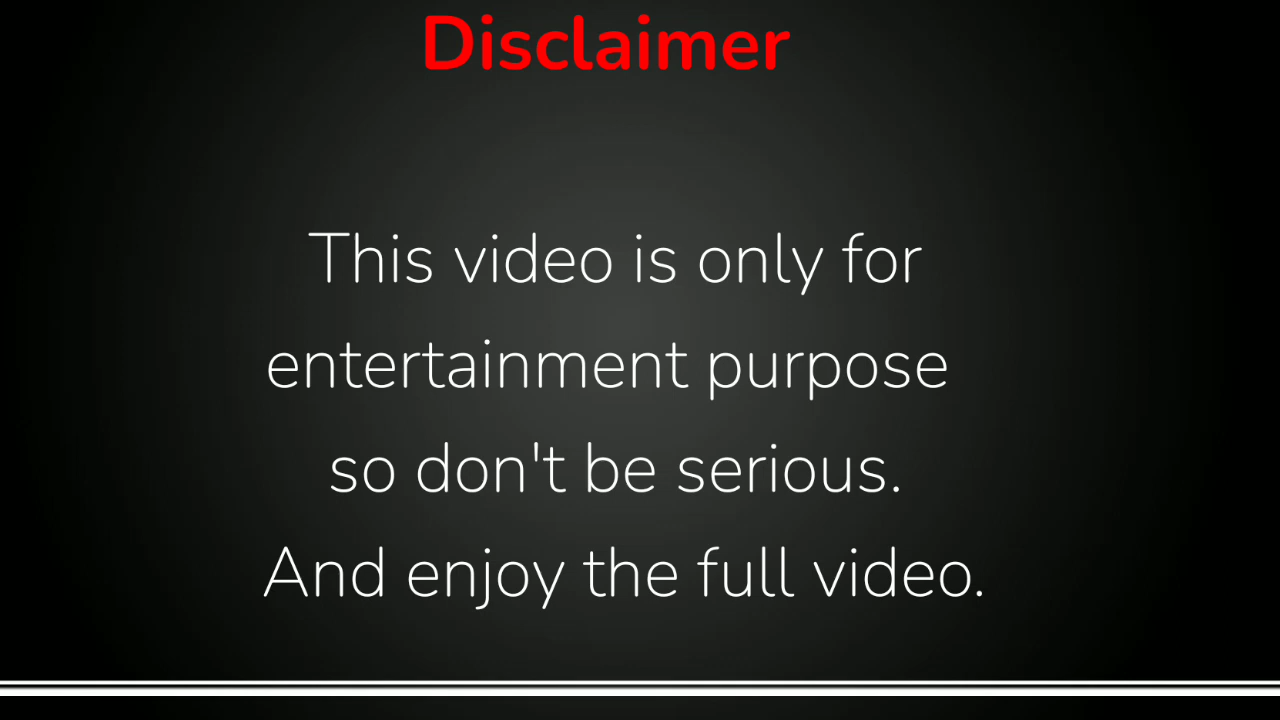 Disclaimer
This video is only for
entertainment purpose
so don't be serious.
And enjoy the full video.